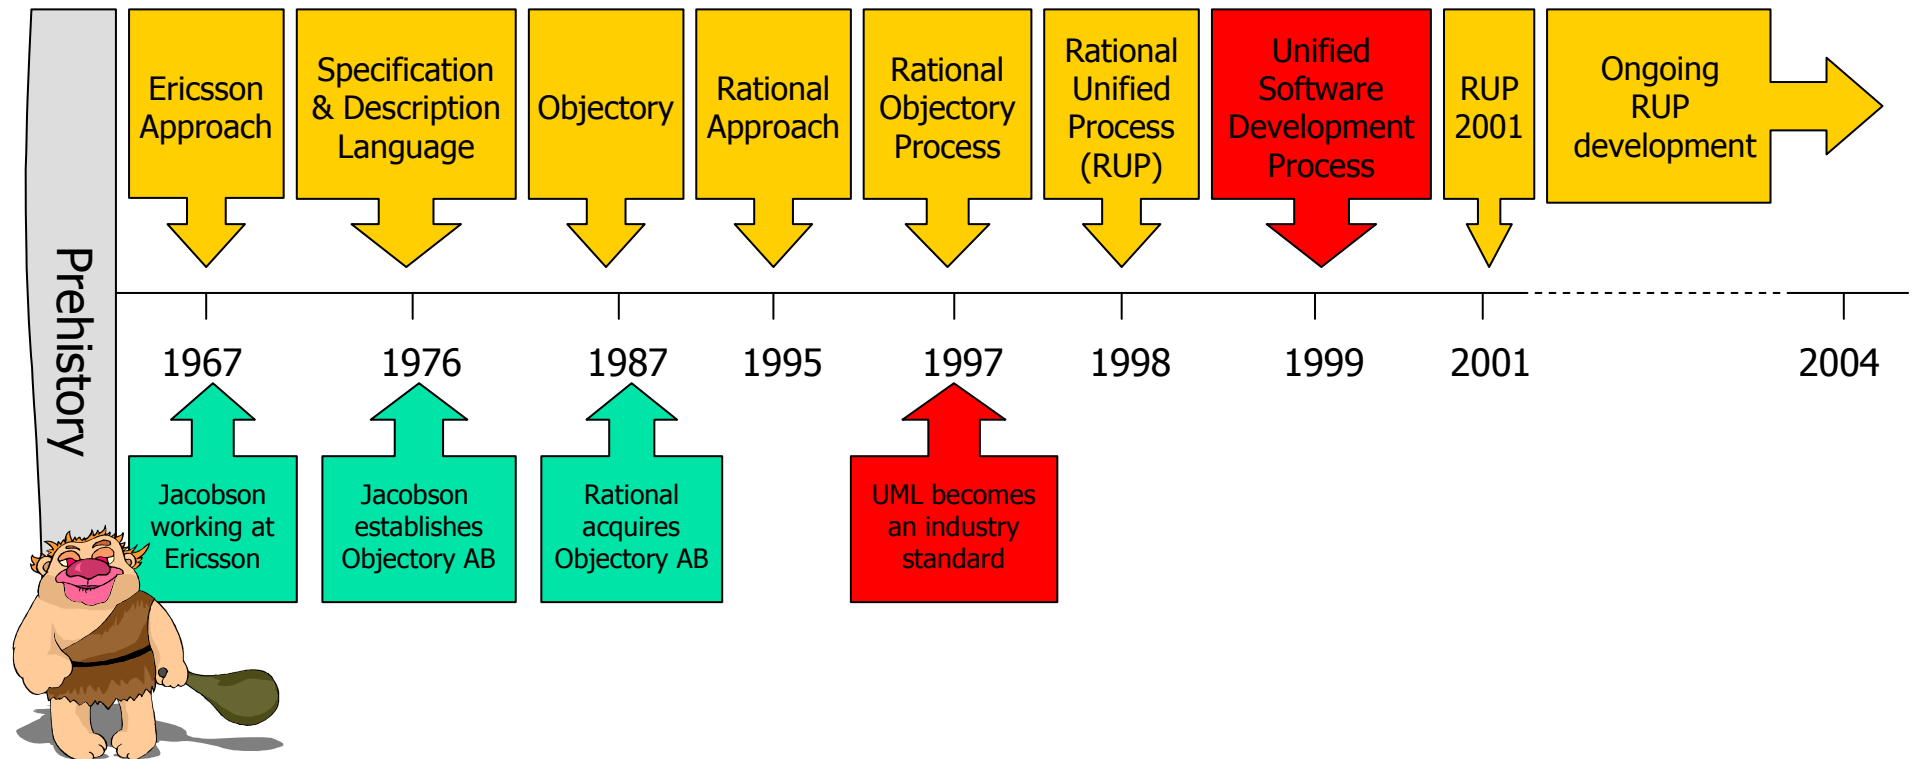 Prehistory
Ericsson
Approach
Specification
& Description
Language
Objectory
Rational
Approach
Rational
Objectory
Process
Rational
Unified
Process
(RUP)
Unified
Software
Development
Process
RUP
2001
Ongoing
RUP
development
1967
1976
1987
1995
1997
1998
1999
2001
2004
Jacobson
working at
Ericsson
Jacobson
establishes
Objectory AB
Rational
acquires
Objectory AB
UML becomes
an industry
standard